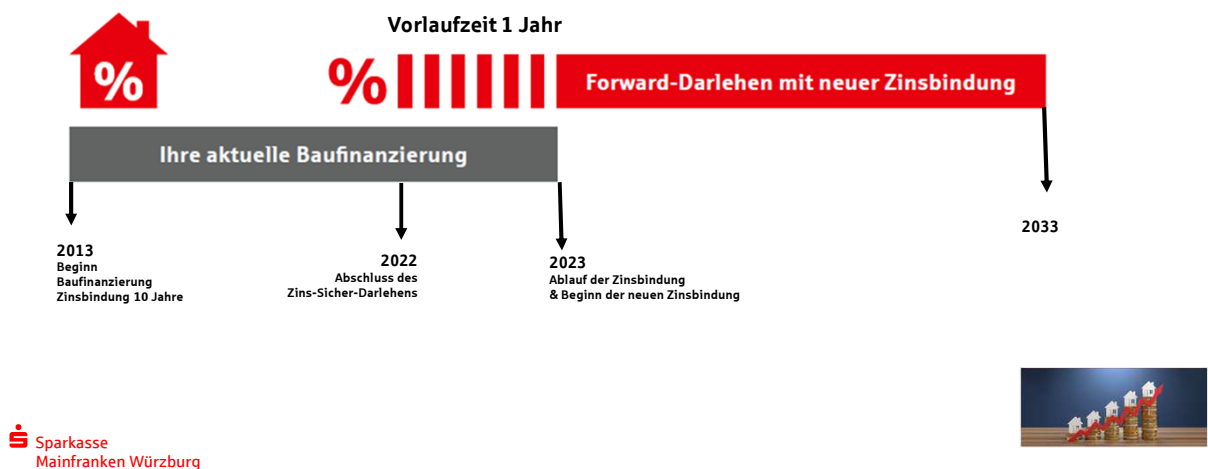 Vorlaufzeit 1 Jahr
%
%
Forward-Darlehen mit neuer Zinsbindung
Ihre aktuelle Baufinanzierung
2013
Beginn
Baufinanzierung
Zinsbindung 10 Jahre
2022
Abschluss des
Zins-Sicher-Darlehens
2023
Ablauf der Zinsbindung
& Beginn der neuen Zinsbindung
2033
Sparkasse
Mainfranken Würzburg